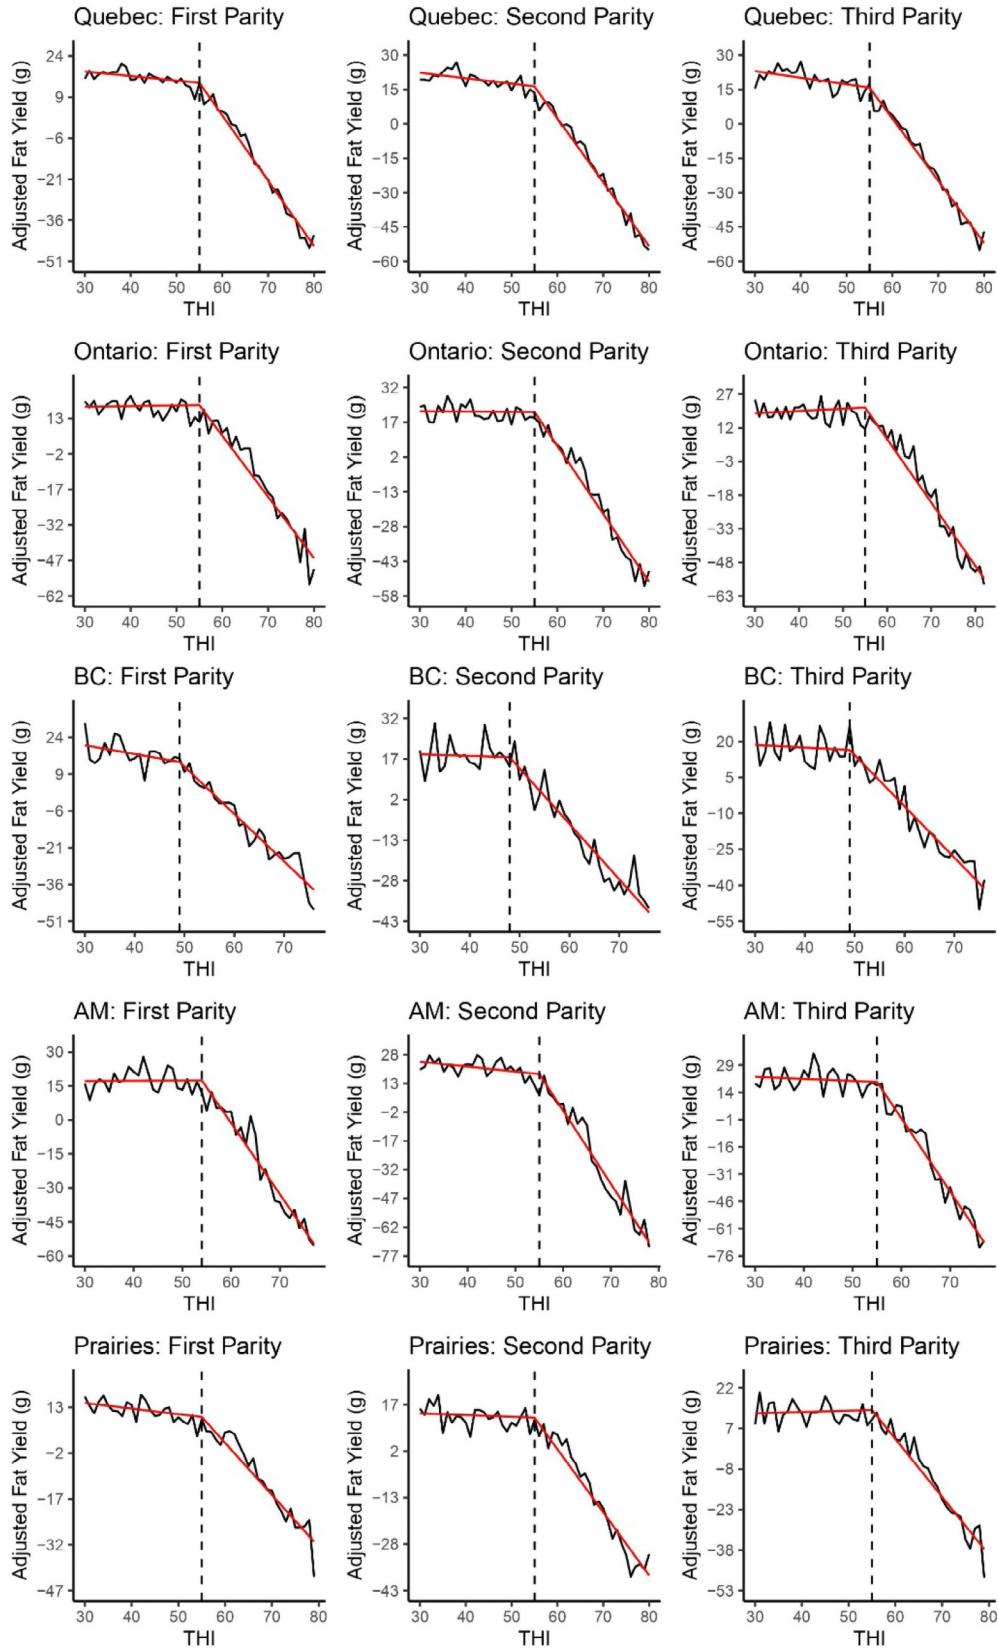 Quebec: First Parity
Adjusted Fat Yield (g)
24
9
−6
−21
−36
−51
30 40 50 60 70 80
THI
Quebec: Second Parity
Adjusted Fat Yield (g)
30
15
0
−15
−30
−45
−60
30 40 50 60 70 80
THI
Quebec: Third Parity
Adjusted Fat Yield (g)
30
15
0
−15
−30
−45
−60
30 40 50 60 70 80
THI
Ontario: First Parity
Adjusted Fat Yield (g)
13
−2
−17
−32
−47
−62
30 40 50 60 70 80
THI
Ontario: Second Parity
Adjusted Fat Yield (g)
32
17
2
−13
−28
−43
−58
30 40 50 60 70 80
THI
Ontario: Third Parity
Adjusted Fat Yield (g)
27
12
−3
−18
−33
−48
−63
30 40 50 60 70 80
THI
BC: First Parity
Adjusted Fat Yield (g)
24
9
−6
−21
−36
−51
30 40 50 60 70
THI
BC: Second Parity
Adjusted Fat Yield (g)
32
17
2
−13
−28
−43
30 40 50 60 70
THI
BC: Third Parity
Adjusted Fat Yield (g)
20
5
−10
−25
−40
−55
30 40 50 60 70
THI
AM: First Parity
Adjusted Fat Yield (g)
30
15
0
−15
−30
−45
−60
30 40 50 60 70
THI
AM: Second Parity
Adjusted Fat Yield (g)
28
13
−2
−17
−32
−47
−62
−77
30 40 50 60 70 80
THI
AM: Third Parity
Adjusted Fat Yield (g)
29
14
−1
−16
−31
−46
−61
−76
30 40 50 60 70
THI
Prairies: First Parity
Adjusted Fat Yield (g)
13
−2
−17
−32
−47
30 40 50 60 70 80
THI
Prairies: Second Parity
Adjusted Fat Yield (g)
17
2
−13
−28
−43
30 40 50 60 70 80
THI
Prairies: Third Parity
Adjusted Fat Yield (g)
22
7
−8
−23
−38
−53
30 40 50 60 70 80
THI